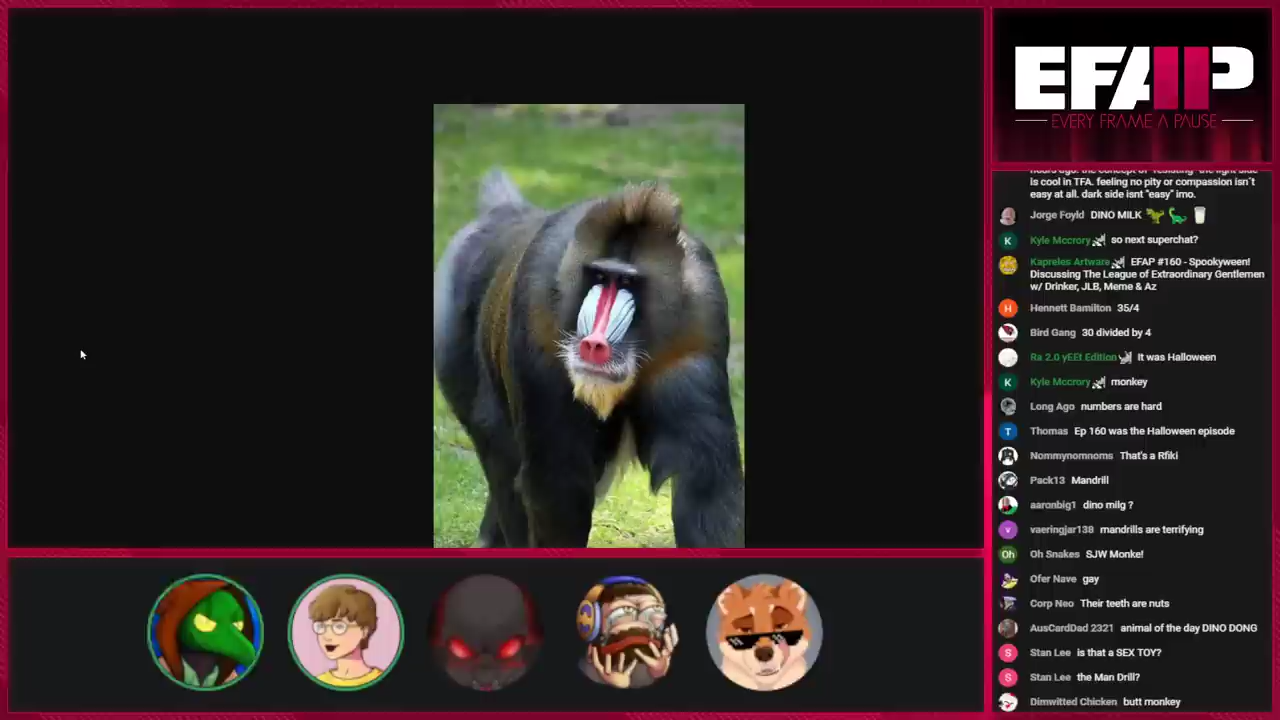 EFAP
EVERY FRAME A PAUSE
hours ago. the concept of "resisting" the light side
is cool in TFA. feeling no pity or compassion isn´t
easy at all. dark side isnt "easy" imo.
Jorge Foyld DINO MILK
K Kyle Mccrory so next superchat?
Kapreles Artware EFAP #160 - Spookyween!
Discussing The League of Extraordinary Gentlemen
w/ Drinker, JLB, Meme & Az
H Hennett Bamilton 35/4
Bird Gang 30 divided by 4
Ra 2.0 yEEt Edition It was Halloween
K Kyle Mccrory monkey
Long Ago numbers are hard
T Thomas Ep 160 was the Halloween episode
Nommynomnoms That's a Rfiki
Pack13 Mandrill
aaronbig1 dino milg ?
v vaeringjar138 mandrills are terrifying
Oh Oh Snakes SJW Monke!
Ofer Nave gay
Corp Neo Their teeth are nuts
AusCardDad 2321 animal of the day DINO DONG
S Stan Lee is that a SEX TOY?
S Stan Lee the Man Drill?
Dimwitted Chicken butt monkey